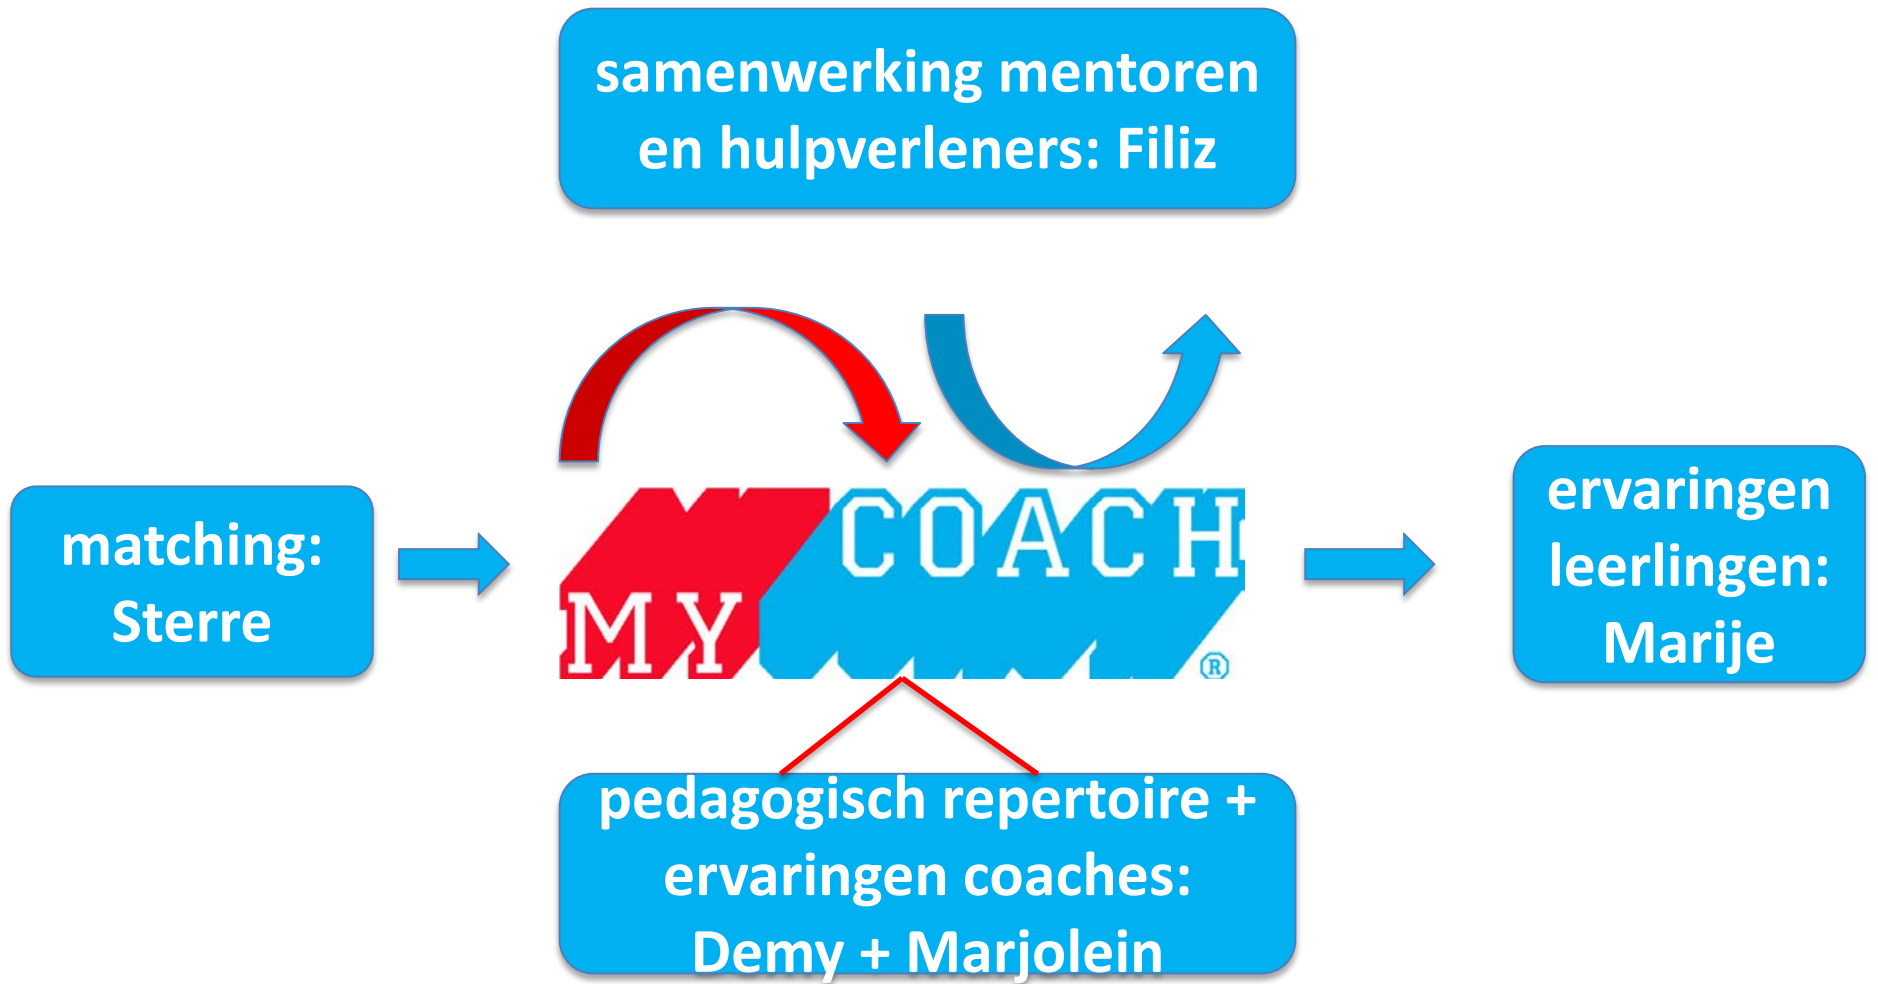 samenwerking mentoren
en hulpverleners: Filiz
matching:
Sterre
COACH
MY
®
ervaringen
leerlingen:
Marije
pedagogisch repertoire +
ervaringen coaches:
Demy + Marjolein